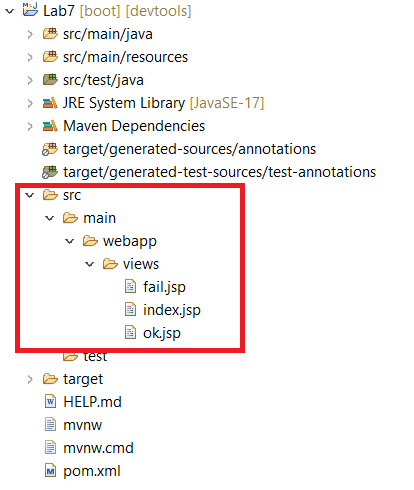 Lab7 [boot] [devtools]
src/main/java
src/main/resources
src/test/java
JRE System Library [JavaSE-17]
Maven Dependencies
target/generated-sources/annotations
target/generated-test-sources/test-annotations
src
main
webapp
views
fail.jsp
index.jsp
ok.jsp
test
target
HELP.md
mvnw
mvnw.cmd
pom.xml